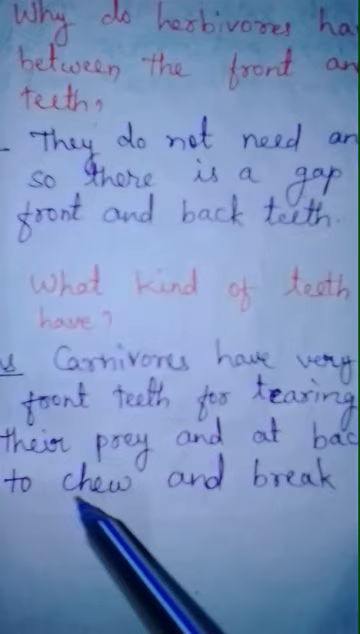 Why do herbivores ha
between the front an
teeth?
They do not need an
so there is a gap
front and back teeth.
What kind of teeth
have?
s Carnivores have very
front teeth for tearing
their prey and at bac
to chew and break